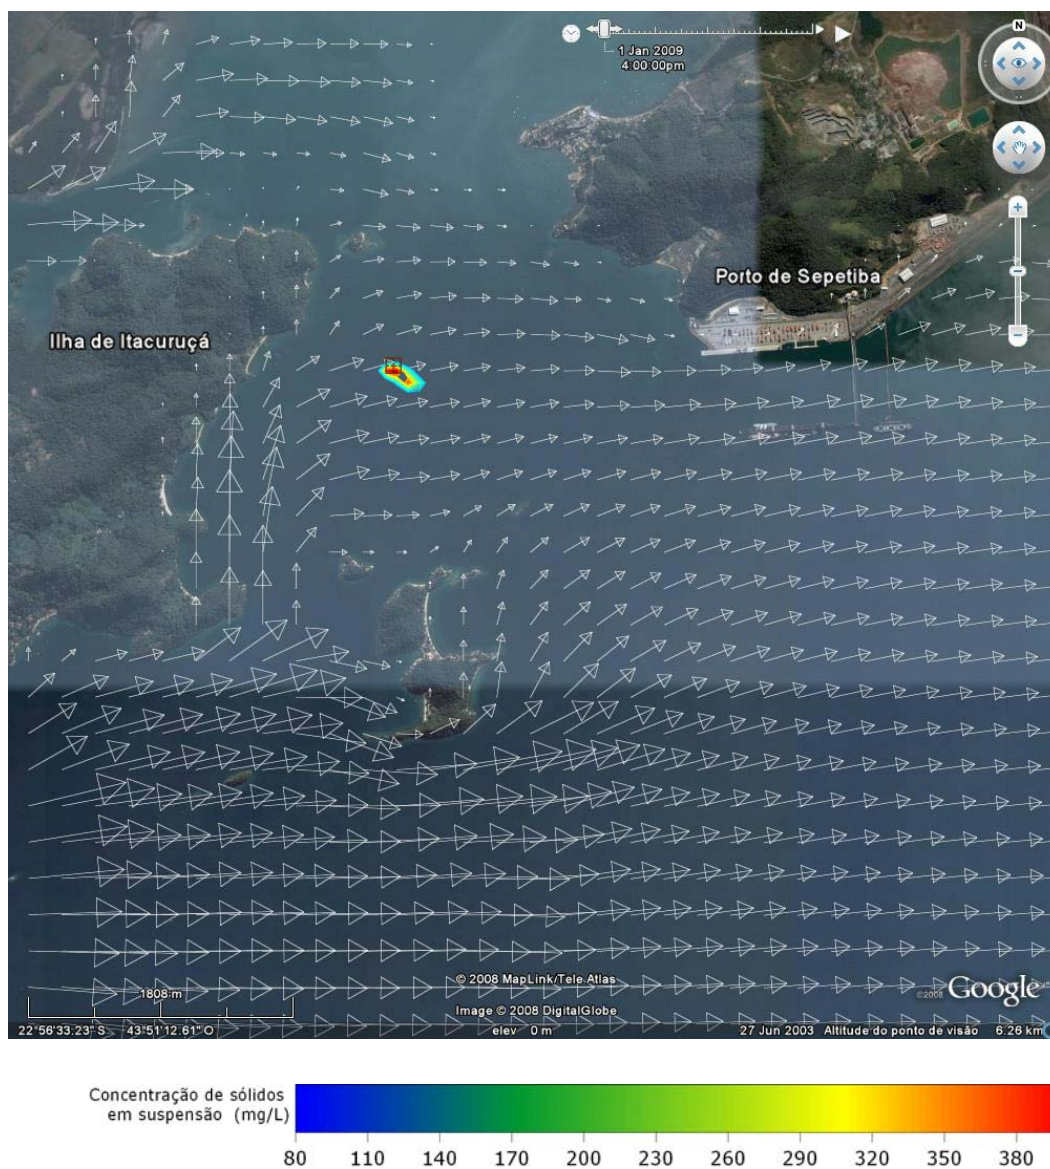 N
1 Jan 2009
4:00:00pm
Porto de Sepetiba
Ilha de Itacuruçá
© 2008 MapLink/Tele Atlas
1808 m
©2008 Google
Image © 2008 DigitalGlobe
22°56'33.23" S 43°51'12.61" O elev 0 m 27 Jun 2003 Altitude do ponto de visão 6.26 km
Concentração de sólidos
em suspensão (mg/L)
80 110 140 170 200 230 260 290 320 350 380